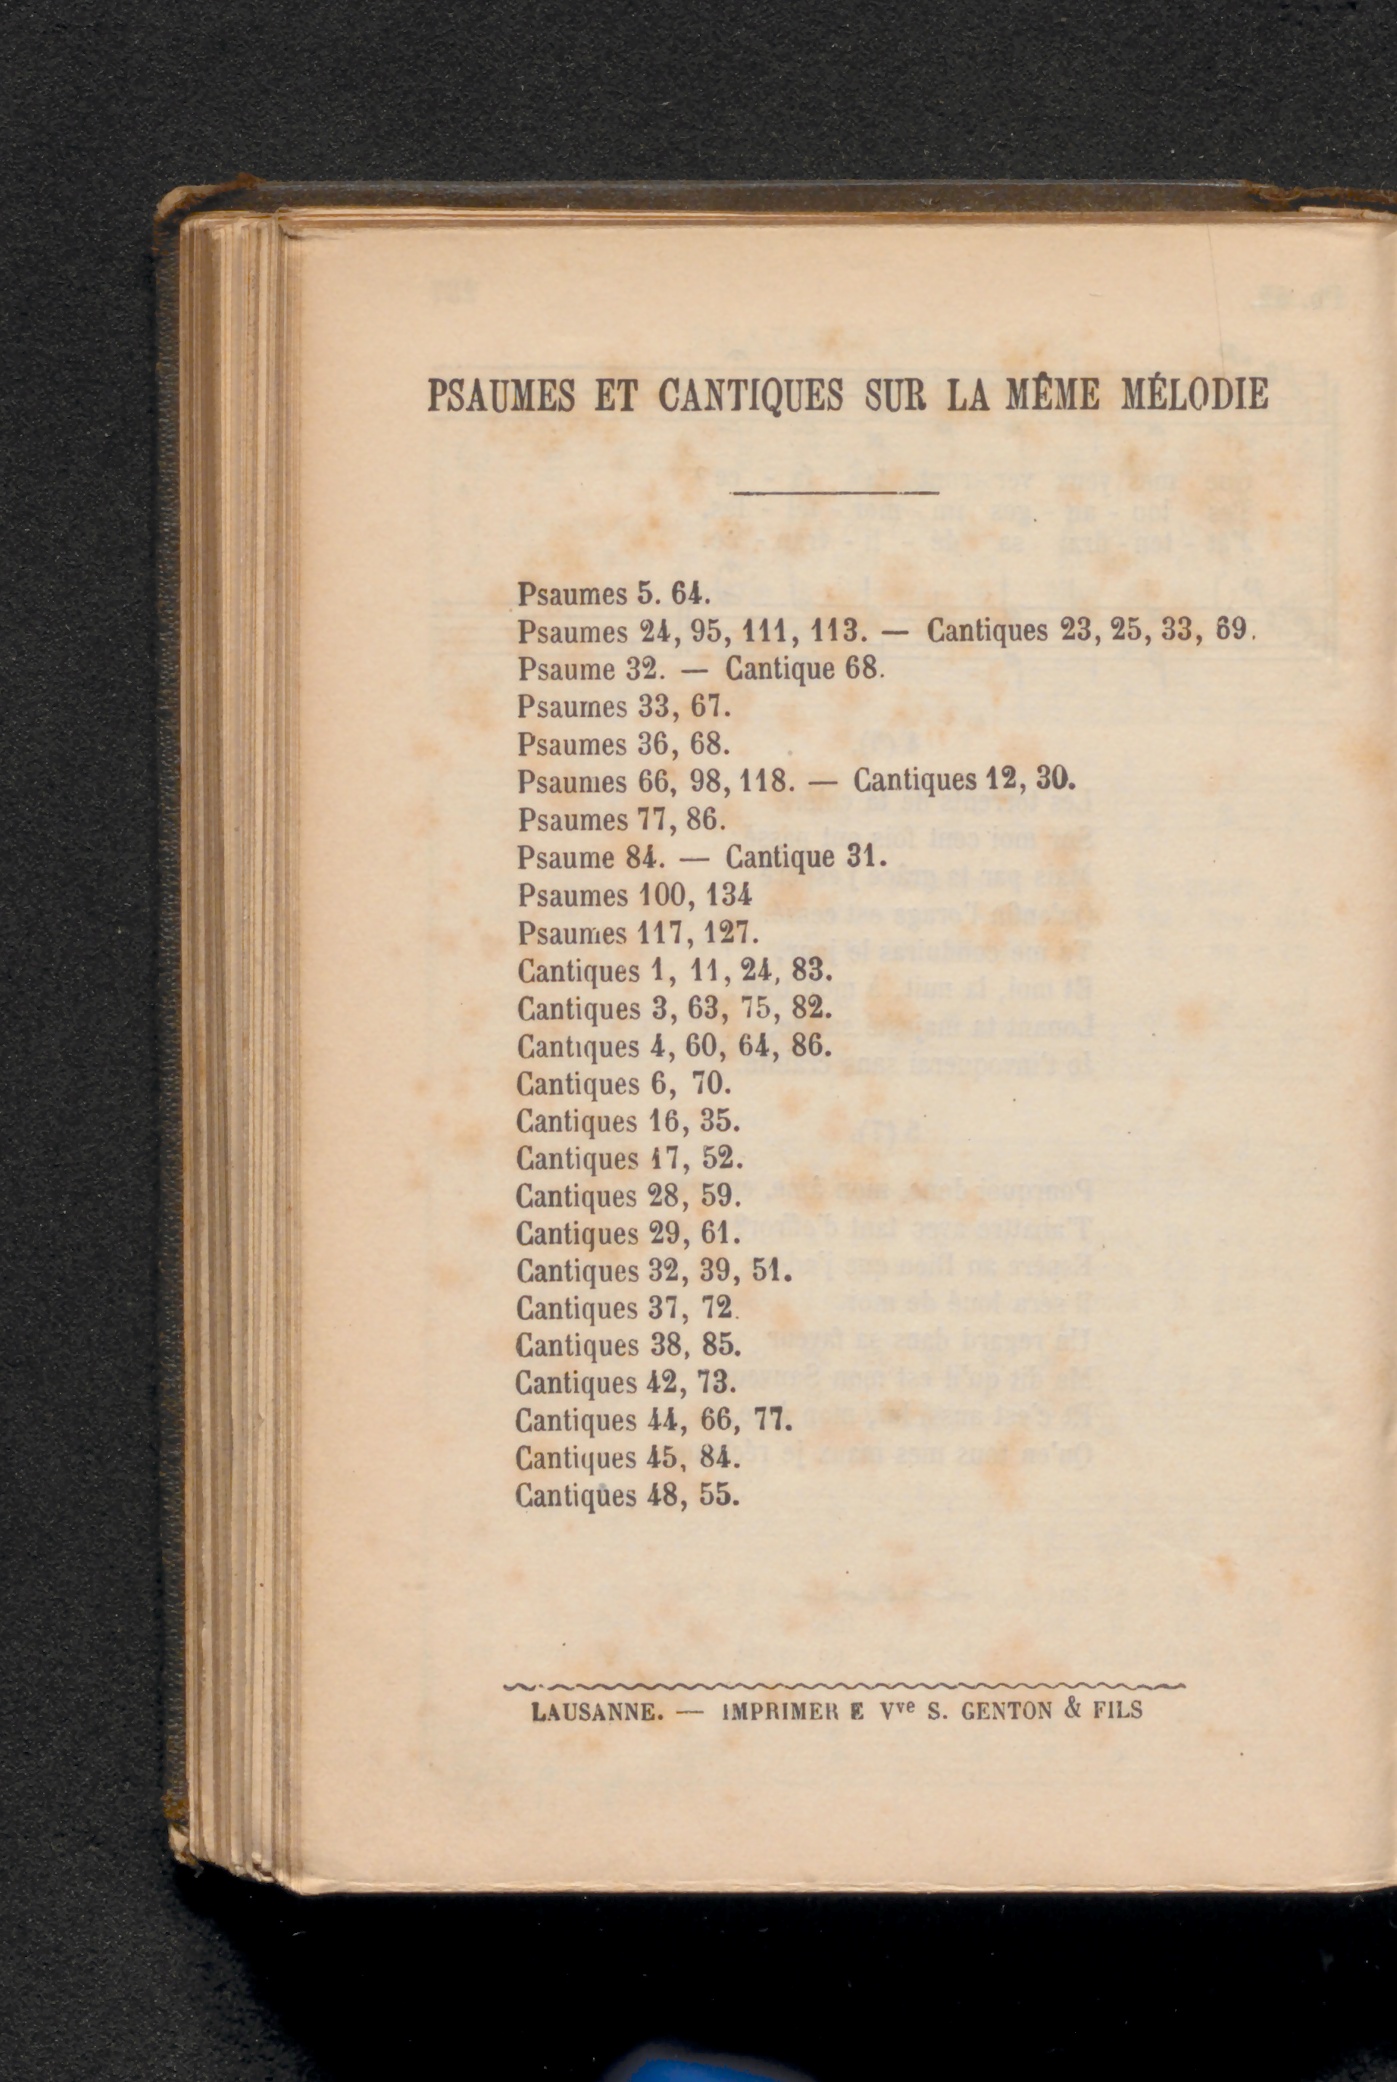 PSAUMES ET CANTIQUES SUR LA MÊME MÉLODIE
Psaumes 5. 64.
Psaumes 24, 95, 111, 113. — Cantiques 23, 25, 33, 69.
Psaume 32. — Cantique 68.
Psaumes 33, 67.
Psaumes 36, 68.
Psaumes 66, 98, 118. — Cantiques 12, 30.
Psaumes 77, 86.
Psaume 84. — Cantique 31.
Psaumes 100, 134
Psaumes 117, 127.
Cantiques 1, 11, 24, 83.
Cantiques 3, 63, 75, 82.
Cantiques 4, 60, 64, 86.
Cantiques 6, 70.
Cantiques 16, 35.
Cantiques 17, 52.
Cantiques 28, 59.
Cantiques 29, 61.
Cantiques 32, 39, 51.
Cantiques 37, 72.
Cantiques 38, 85.
Cantiques 42, 73.
Cantiques 44, 66, 77.
Cantiques 45, 84.
Cantiques 48, 55.
LAUSANNE. — IMPRIMER E Vve S. GENTON & FILS